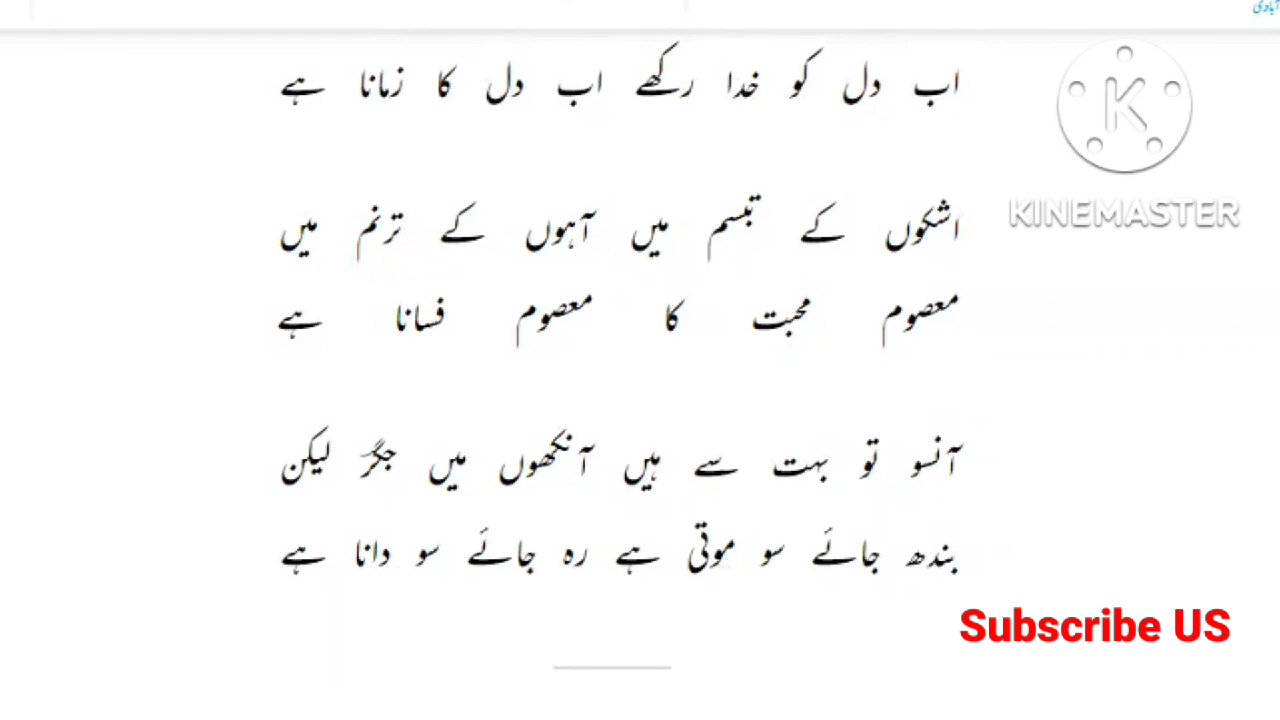 آبادی
اب دل کو خدا رکھے اب دل کا زمانا ہے
اشکوں کے تبسم میں آہوں کے ترنم میں
معصوم محبت کا معصوم فسانا ہے
آنسو تو بہت سے ہیں آنکھوں میں جگرؔ لیکن
بندھ جائے سو موتی ہے رہ جائے سو دانا ہے
K
KINEMASTER
Subscribe US